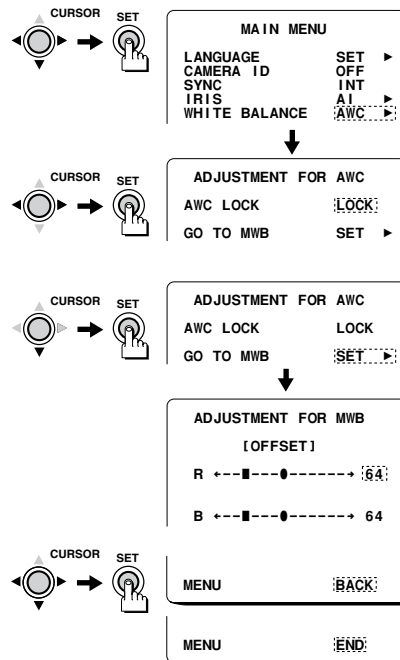 CURSOR SET
MAIN MENU
LANGUAGE SET ►
CAMERA ID OFF
SYNC INT
IRIS AI ►
WHITE BALANCE AWC ►
CURSOR SET
ADJUSTMENT FOR AWC
AWC LOCK LOCK
GO TO MWB SET ►
CURSOR SET
ADJUSTMENT FOR AWC
AWC LOCK LOCK
GO TO MWB SET ►
ADJUSTMENT FOR MWB
[OFFSET]
R ←--■---●-------→ 64
B ←--■---●-------→ 64
CURSOR SET
MENU BACK
MENU END